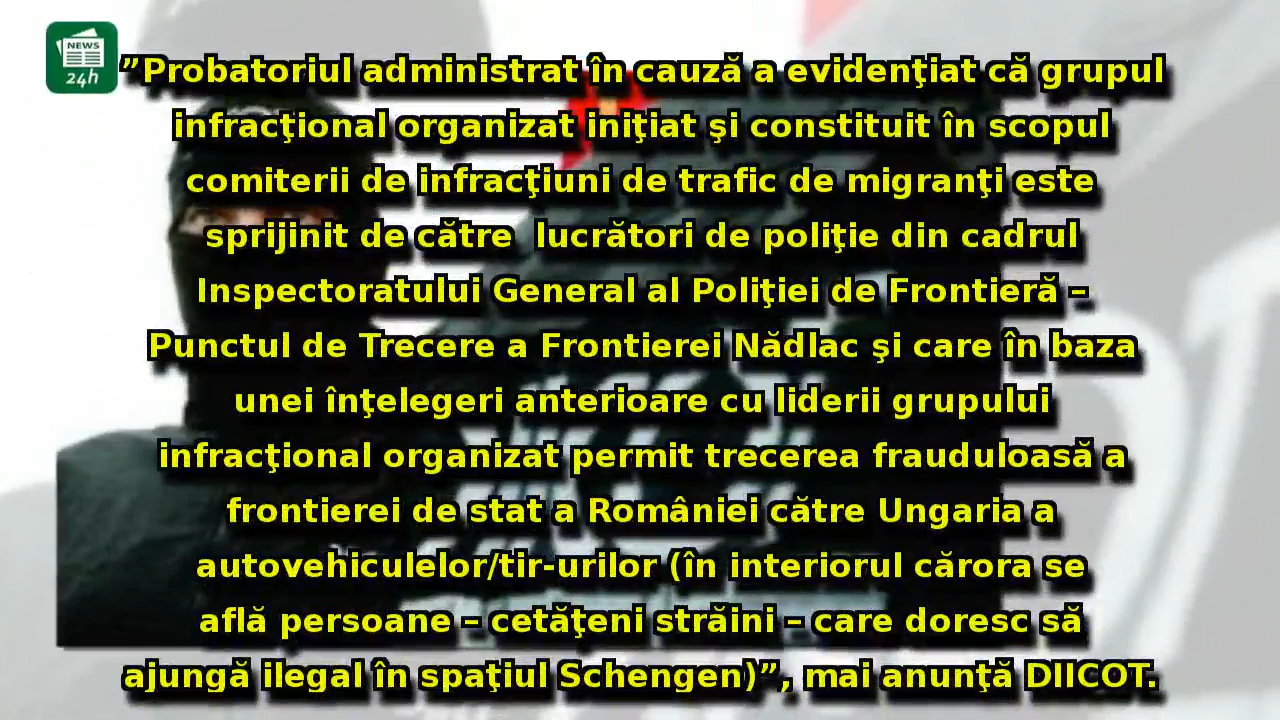 NEWS
24h
”Probatoriul administrat în cauză a evidenţiat că grupul
infracţional organizat iniţiat şi constituit în scopul
comiterii de infracţiuni de trafic de migranţi este
sprijinit de către  lucrători de poliţie din cadrul
Inspectoratului General al Poliţiei de Frontieră –
Punctul de Trecere a Frontierei Nădlac şi care în baza
unei înţelegeri anterioare cu liderii grupului
infracţional organizat permit trecerea frauduloasă a
frontierei de stat a României către Ungaria a
autovehiculelor/tir-urilor (în interiorul cărora se
află persoane – cetăţeni străini – care doresc să
ajungă ilegal în spaţiul Schengen)”, mai anunţă DIICOT.